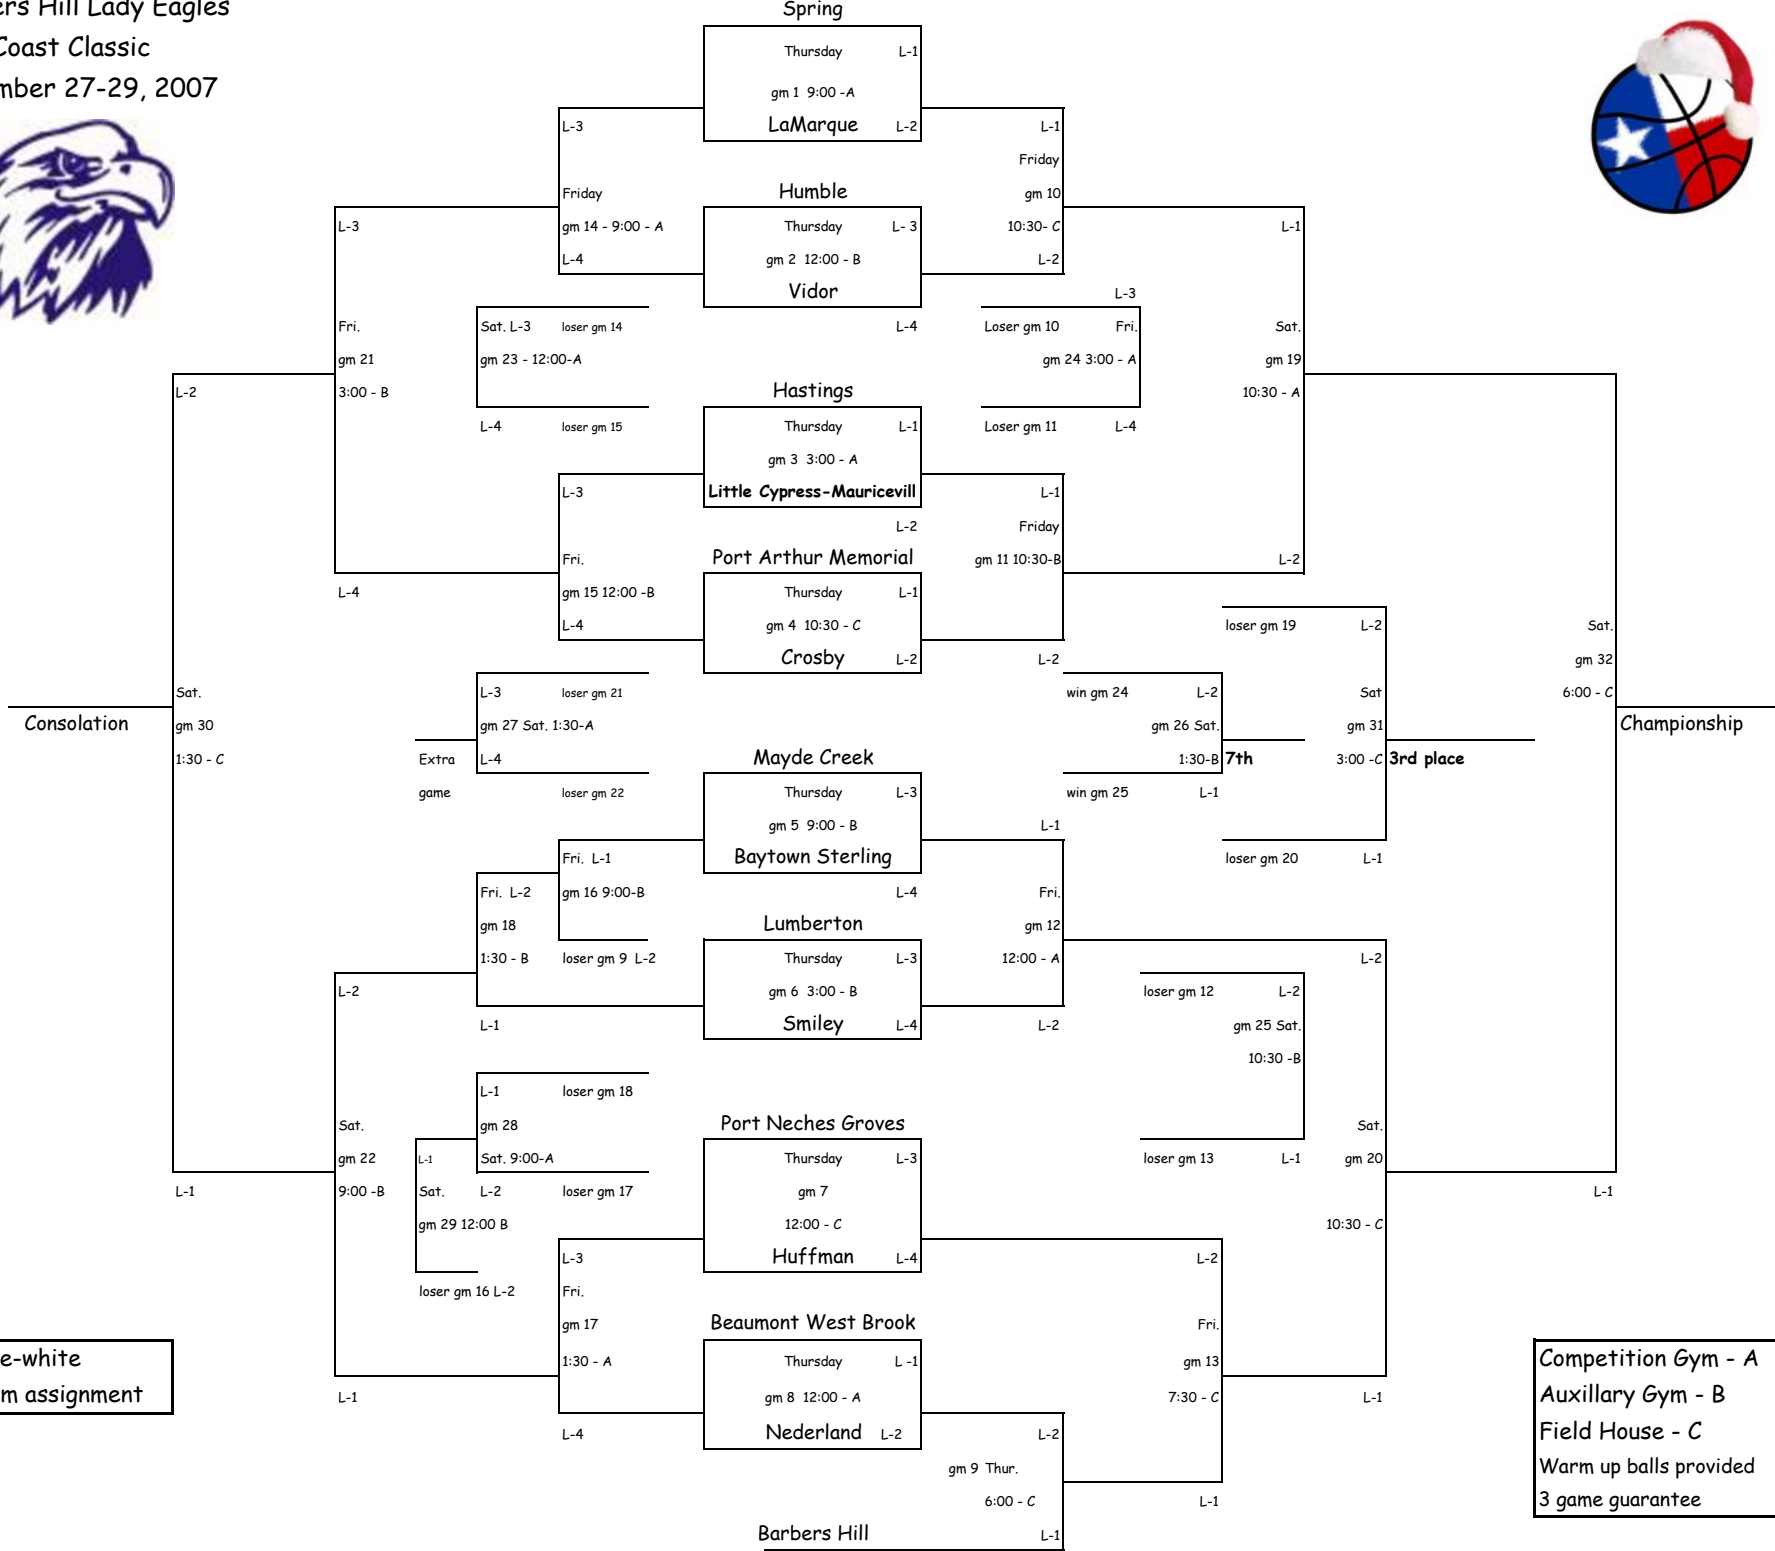 Hill Lady Eagles
Coast Classic
27-29, 2007
Spring
Thursday L-1
gm 1 9:00 -A
LaMarque L-2
L-3
Friday
gm 14 - 9:00 - A
L-4
L-1
Friday
gm 10
10:30- C
L-2
Humble
Thursday L- 3
gm 2 12:00 - B
Vidor
L-4
L-3
Fri.
gm 21
3:00 - B
L-4
Sat. L-3 loser gm 14
gm 23 - 12:00-A
L-4 loser gm 15
L-3
Loser gm 10 Fri.
gm 24 3:00 - A
Loser gm 11 L-4
L-1
Sat.
gm 19
10:30 - A
L-2
Hastings
Thursday L-1
gm 3 3:00 - A
Little Cypress-Mauricevill
L-2
L-3
Fri.
gm 15 12:00 -B
L-4
L-1
Friday
gm 11 10:30-B
L-2
Port Arthur Memorial
Thursday L-1
gm 4 10:30 - C
Crosby L-2
L-2
Sat.
gm 30
1:30 - C
L-1
Consolation
L-3 loser gm 21
gm 27 Sat. 1:30-A
L-4
loser gm 22
Extra
game
win gm 24 L-2
gm 26 Sat.
1:30-B
win gm 25 L-1
7th
loser gm 19 L-2
Sat
gm 31
3:00 -C
loser gm 20 L-1
3rd place
Sat.
gm 32
6:00 - C
L-1
Championship
Mayde Creek
Thursday L-3
gm 5 9:00 - B
Baytown Sterling
L-4
Fri. L-1
gm 16 9:00-B
loser gm 9 L-2
Fri. L-2
gm 18
1:30 - B
L-1
L-1
Fri.
gm 12
12:00 - A
L-2
Lumberton
Thursday L-3
gm 6 3:00 - B
Smiley L-4
L-2
Sat.
gm 22
9:00 -B
L-1
L-1 loser gm 18
gm 28
Sat. 9:00-A
L-2 loser gm 17
L-1
Sat.
gm 29 12:00 B
loser gm 16 L-2
loser gm 12 L-2
gm 25 Sat.
10:30 -B
loser gm 13 L-1
L-2
Sat.
gm 20
10:30 - C
L-1
Port Neches Groves
Thursday L-3
gm 7
12:00 - C
Huffman L-4
L-3
Fri.
gm 17
1:30 - A
L-4
L-2
Fri.
gm 13
7:30 - C
L-1
Beaumont West Brook
Thursday L -1
gm 8 12:00 - A
Nederland L-2
L-2
gm 9 Thur.
6:00 - C
Barbers Hill L-1
e-white
m assignment
Competition Gym - A
Auxillary Gym - B
Field House - C
Warm up balls provided
3 game guarantee